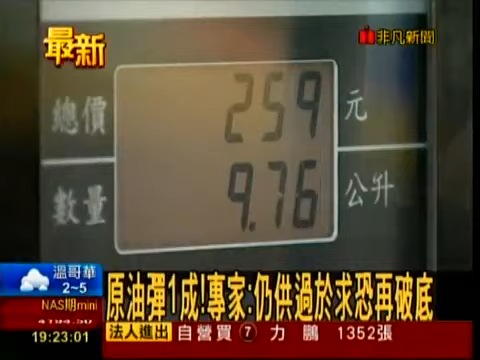 最新
非凡新聞
總價 259 元
數量 9.76 公升
溫哥華
2~5
NAS期mini
原油彈1成!專家:仍供過於求恐再破底
19:23:01
法人進出 自營買 7 力 鵬 1352張